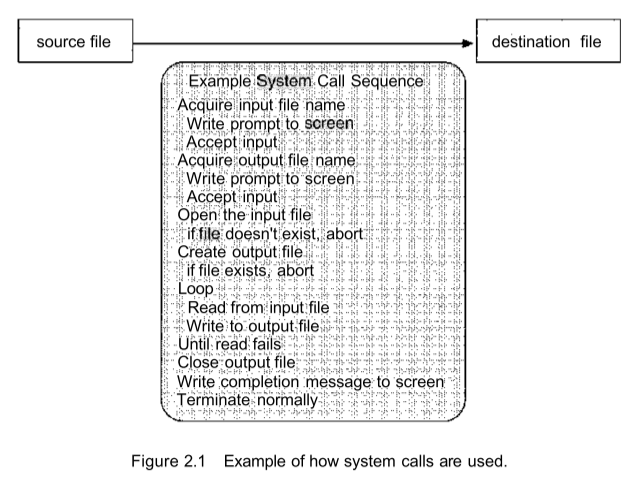 source file
destination file
Example System Call Sequence
Acquire input file name
Write prompt to screen
Accept input
Acquire output file name
Write prompt to screen
Accept input
Open the input file
if file doesn't exist, abort
Create output file
if file exists, abort
Loop
Read from input file
Write to output file
Until read fails
Close output file
Write completion message to screen
Terminate normally
Figure 2.1 Example of how system calls are used.